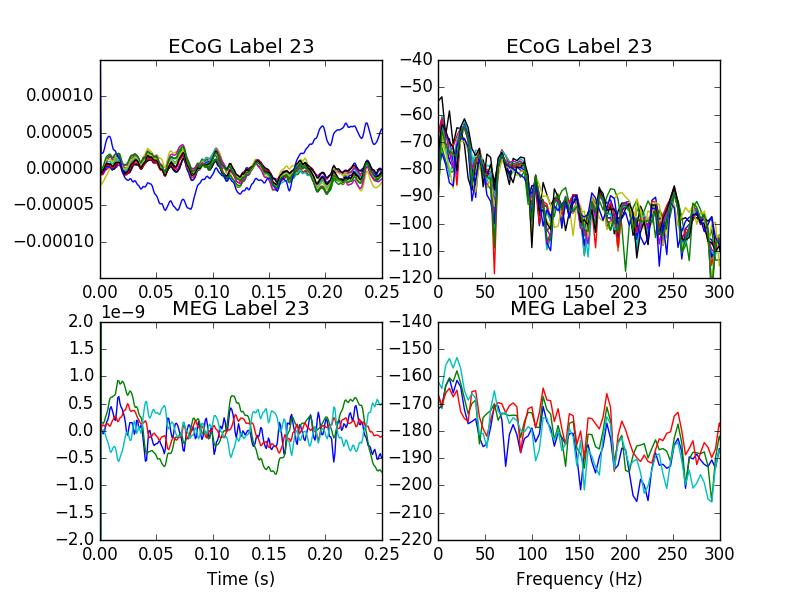 ECoG Label 23
0.00010
0.00005
0.00000
−0.00005
−0.00010
0.00 0.05 0.10 0.15 0.20 0.25
ECoG Label 23
−40
−50
−60
−70
−80
−90
−100
−110
−120
0 50 100 150 200 250 300
1e−9
MEG Label 23
2.0
1.5
1.0
0.5
0.0
−0.5
−1.0
−1.5
−2.0
0.00 0.05 0.10 0.15 0.20 0.25
Time (s)
MEG Label 23
−140
−150
−160
−170
−180
−190
−200
−210
−220
0 50 100 150 200 250 300
Frequency (Hz)